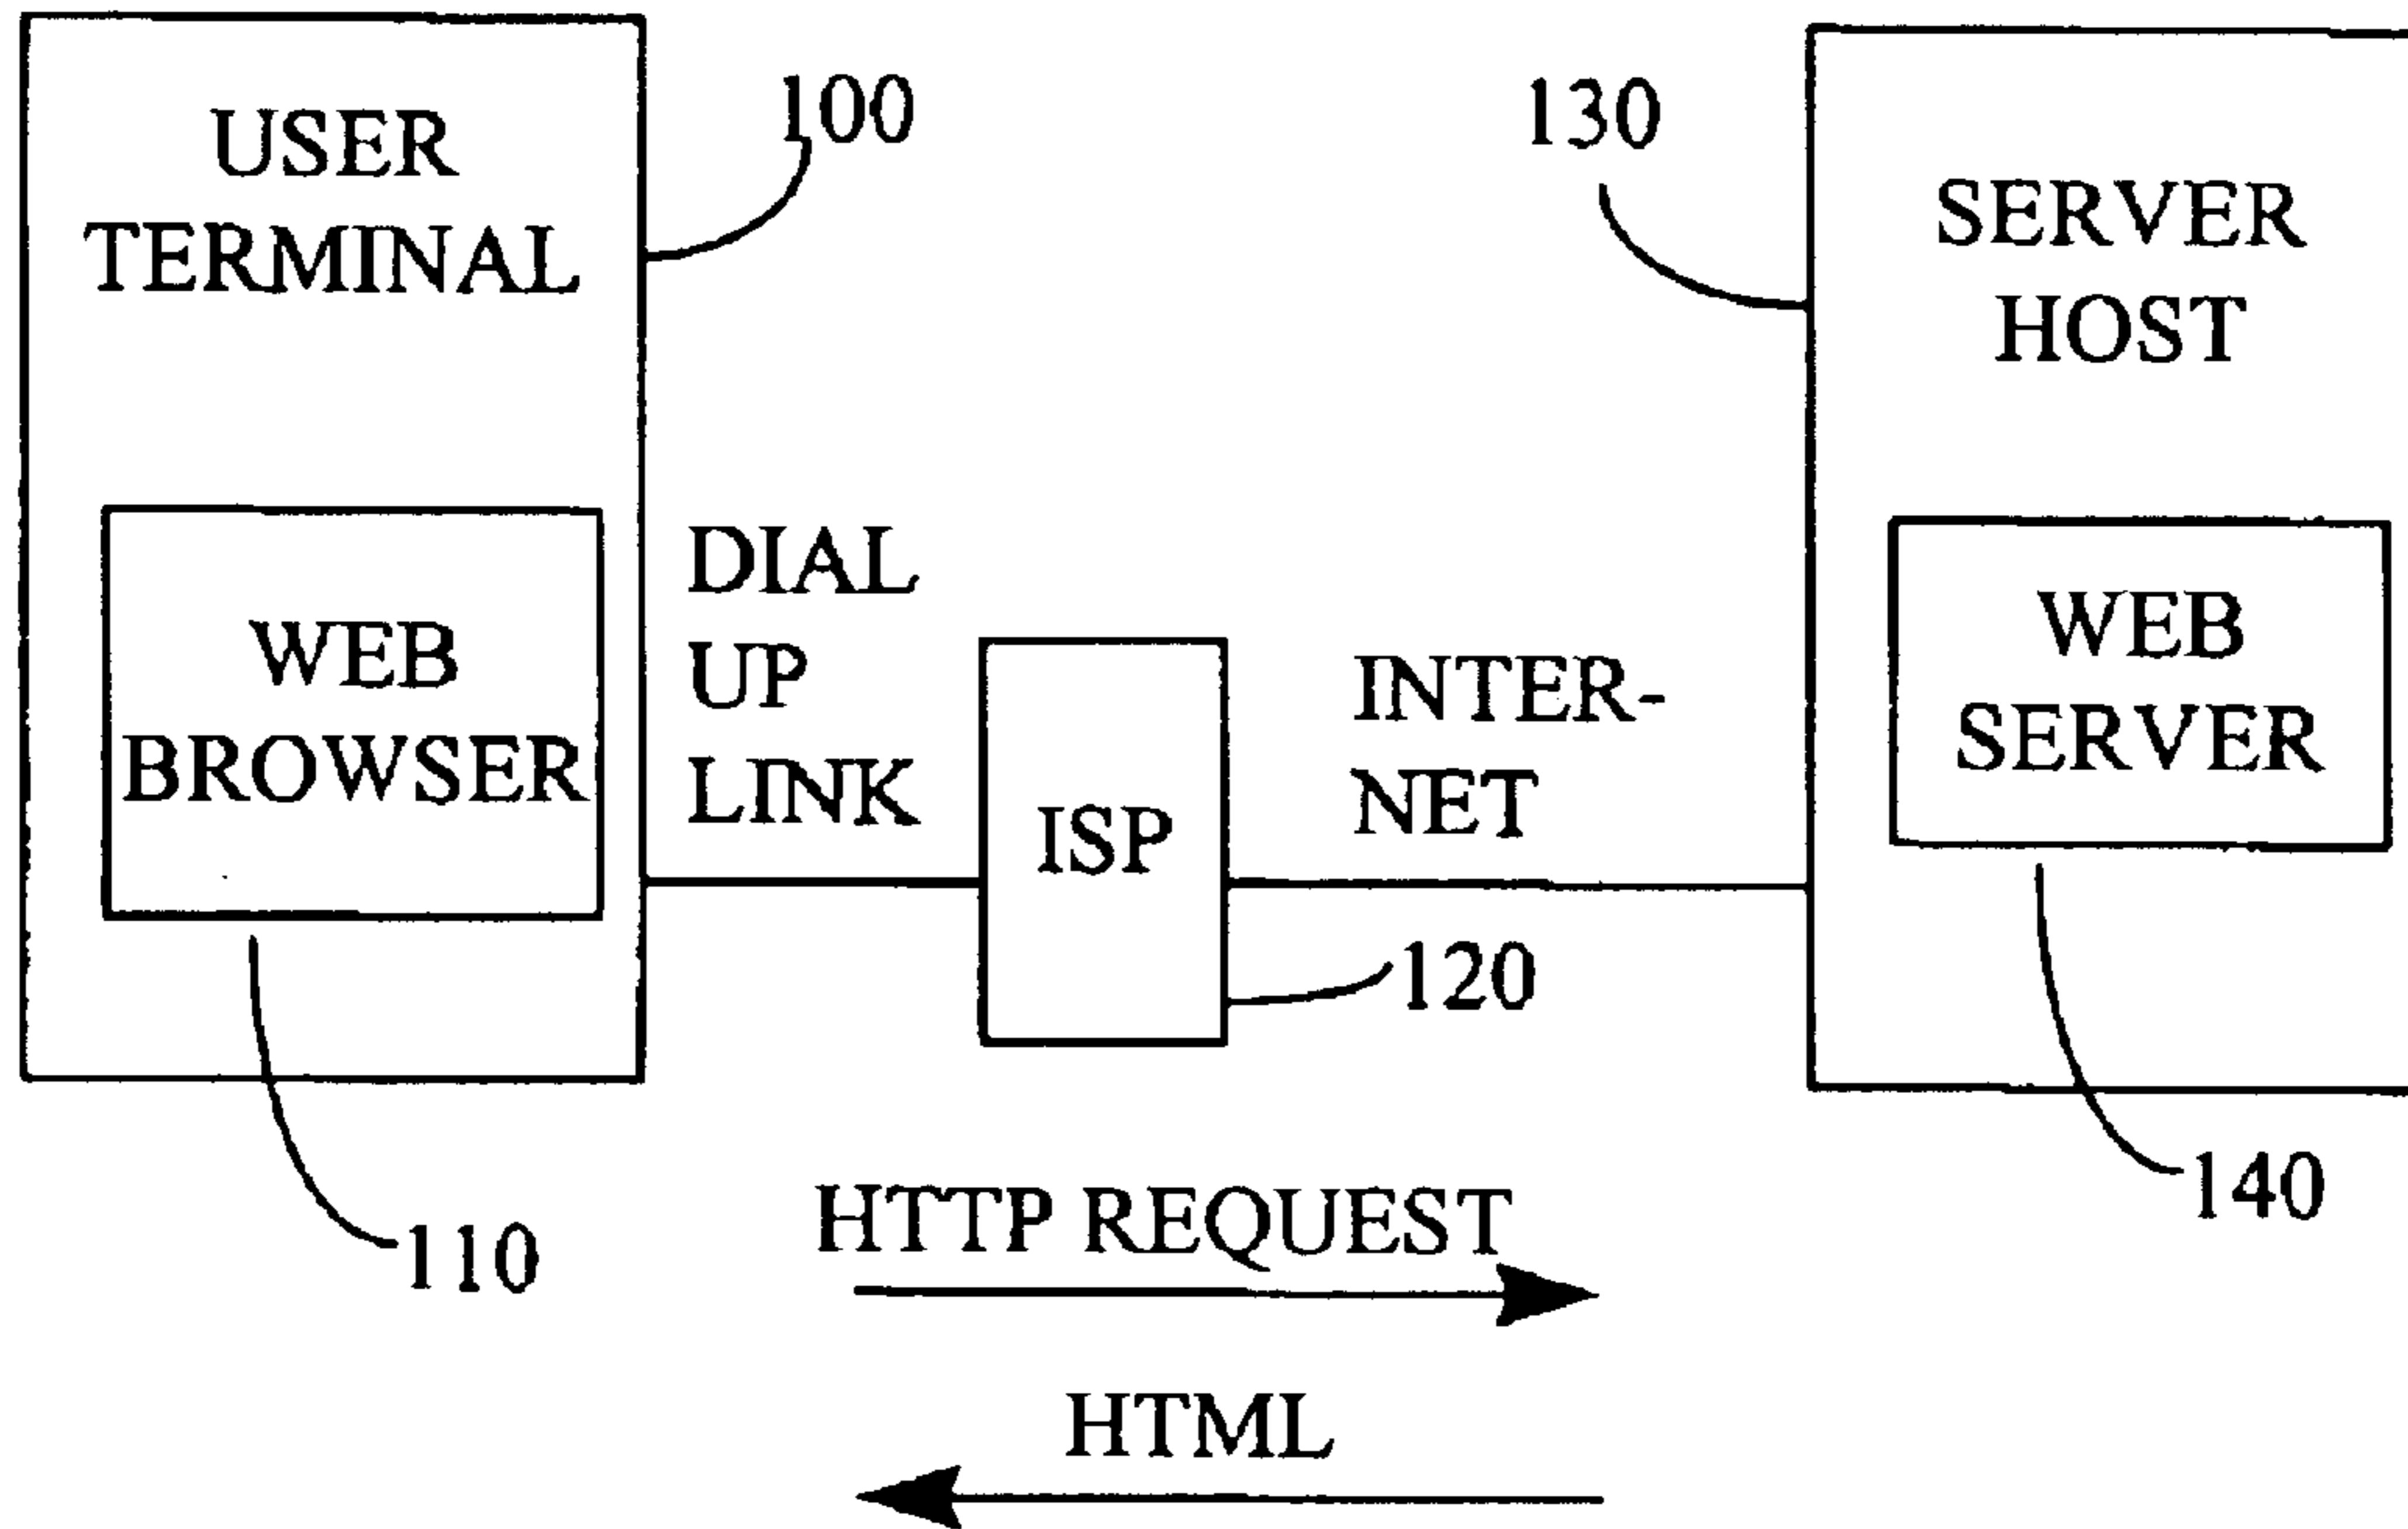 USER
TERMINAL
100
130
SERVER
HOST
WEB
BROWSER
DIAL
UP
LINK
ISP
INTER-
NET
WEB
SERVER
120
110
140
HTTP REQUEST
HTML